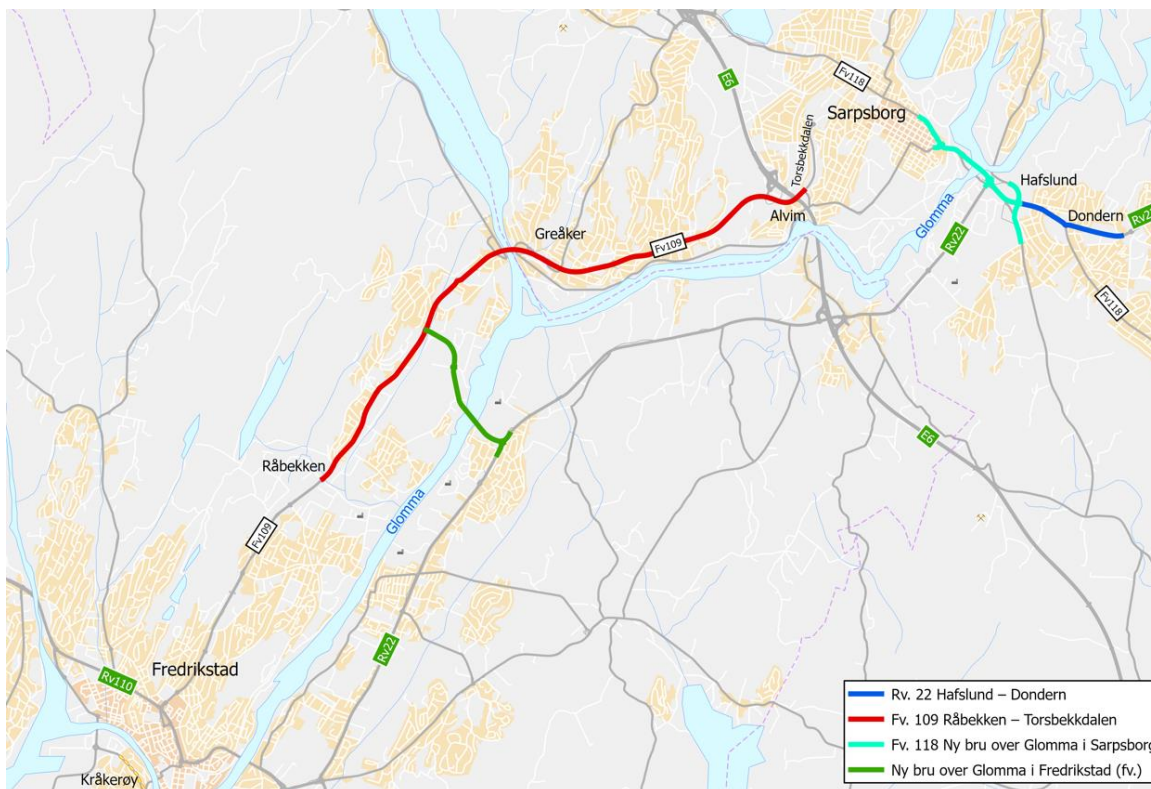 Fv118
E6
Sarpsborg
Torsbekkdalen
Hafslund
Alvim
Glomma
Dondern
Rv2
Greåker
Fv109
Rv22
Fv118
E6
Råbekken
Glomma
Fv109
Rv22
Fredrikstad
Rv110
Kråkerøy
Rv. 22 Hafslund – Dondern
Fv. 109 Råbekken – Torsbekkdalen
Fv. 118 Ny bru over Glomma i Sarpsborg
Ny bru over Glomma i Fredrikstad (fv.)